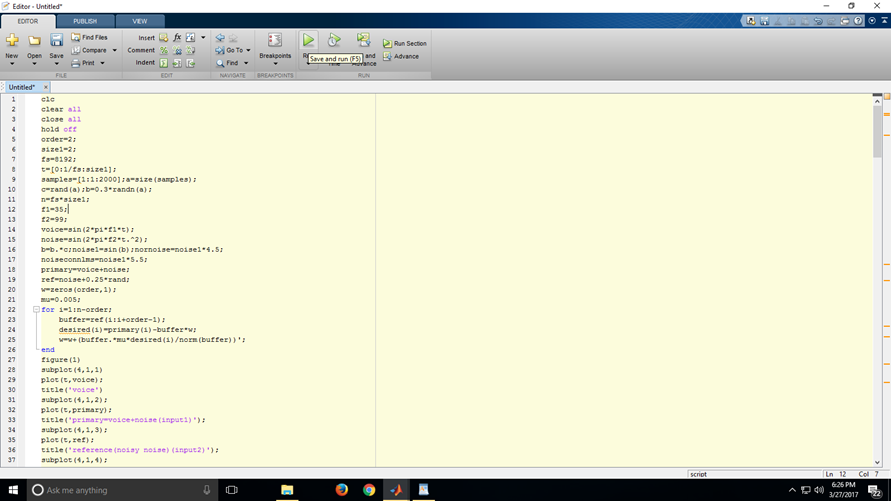 Editor - Untitled*
EDITOR PUBLISH VIEW
New Open Save Find Files Compare Print Insert Comment Indent fx Go To Find Breakpoints Run Section Advance
Save and run (F5)
and Advance
FILE EDIT NAVIGATE BREAKPOINTS RUN
Untitled*
1 clc
2 clear all
3 close all
4 hold off
5 order=2;
6 size1=2;
7 fs=8192;
8 t=[0:1/fs:size1];
9 samples=[1:1:2000];a=size(samples);
10 c=rand(a);b=0.3*randn(a);
11 n=fs*size1;
12 f1=35;
13 f2=99;
14 voice=sin(2*pi*f1*t);
15 noise=sin(2*pi*f2*t.^2);
16 b=b.*c;noise1=sin(b);nornoise=noise1*4.5;
17 noiseconnlms=noise1*5.5;
18 primary=voice+noise;
19 ref=noise+0.25*rand;
20 w=zeros(order,1);
21 mu=0.005;
22 for i=1:n-order;
23 buffer=ref(i:i+order-1);
24 desired(i)=primary(i)-buffer*w;
25 w=w+(buffer.*mu*desired(i)/norm(buffer))';
26 end
27 figure(1)
28 subplot(4,1,1)
29 plot(t,voice);
30 title('voice')
31 subplot(4,1,2);
32 plot(t,primary);
33 title('primary=voice+noise(input1)');
34 subplot(4,1,3);
35 plot(t,ref);
36 title('reference(noisy noise)(input2)');
37 subplot(4,1,4);
script Ln 12 Col 7
Ask me anything
6:26 PM
3/27/2017
22